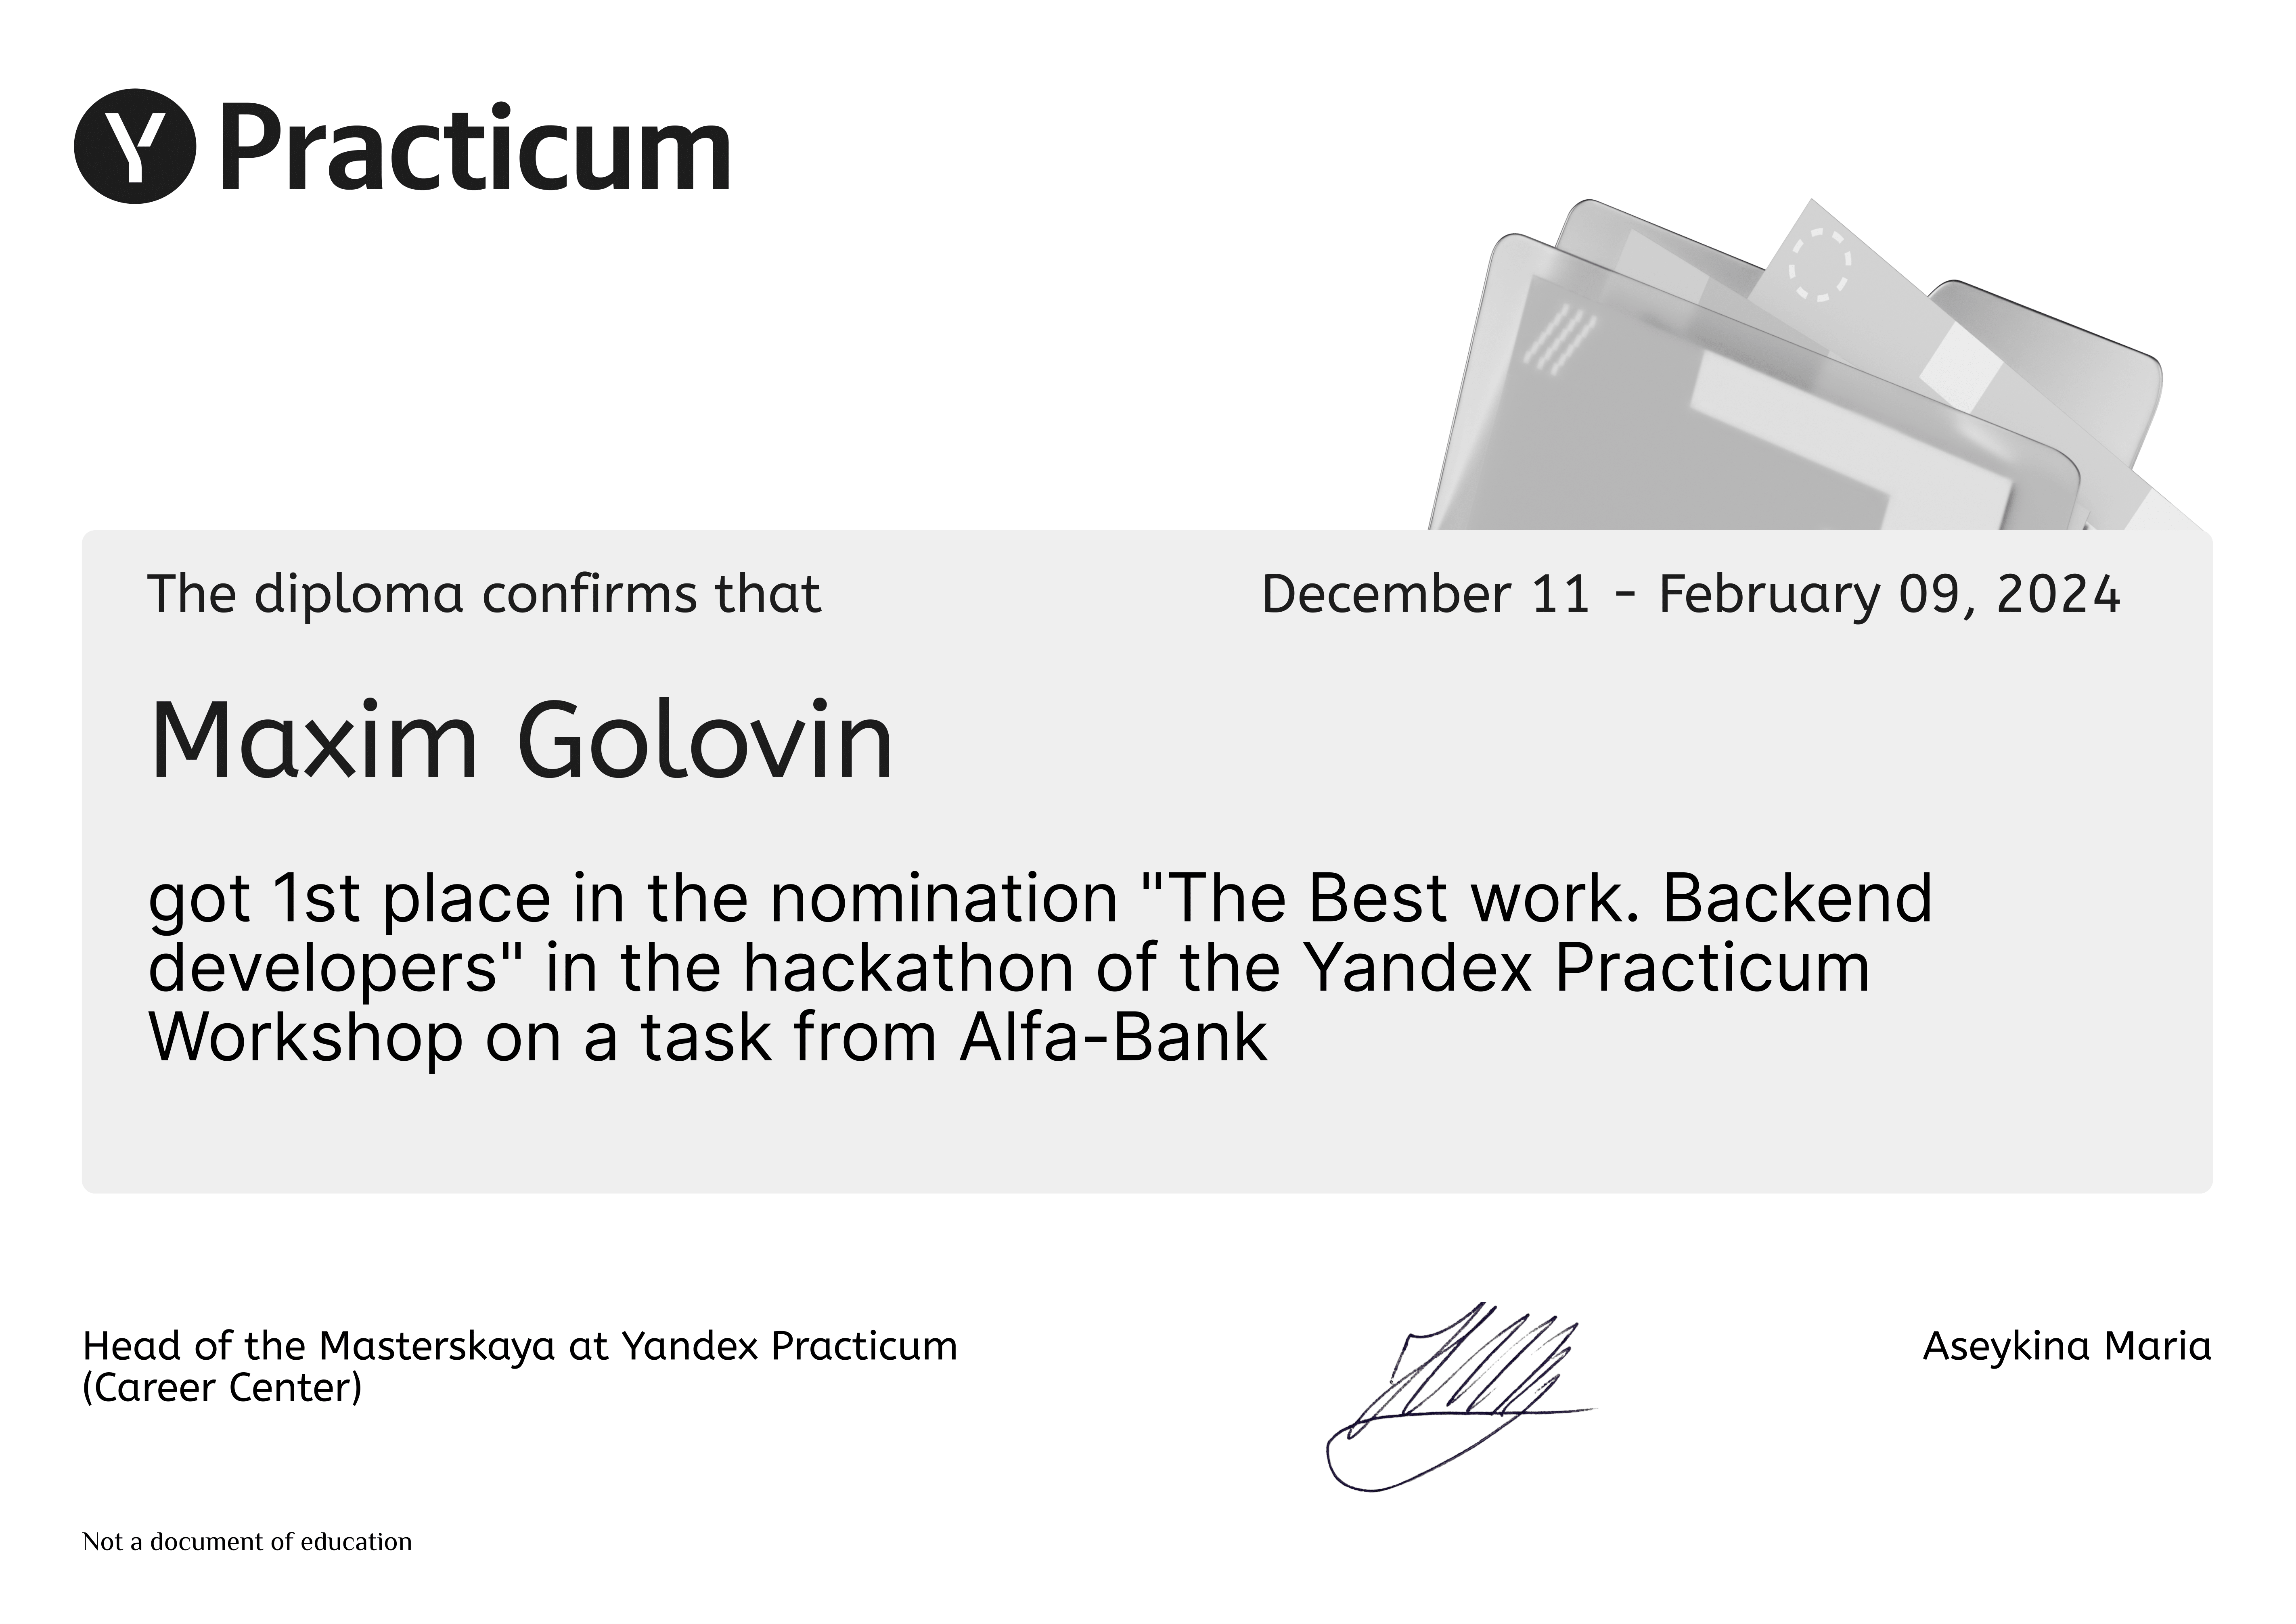 Y Practicum
The diploma confirms that
December 11 - February 09, 2024
Maxim Golovin
got 1st place in the nomination "The Best work. Backend
developers" in the hackathon of the Yandex Practicum
Workshop on a task from Alfa-Bank
Head of the Masterskaya at Yandex Practicum
(Career Center)
Aseykina Maria
Not a document of education